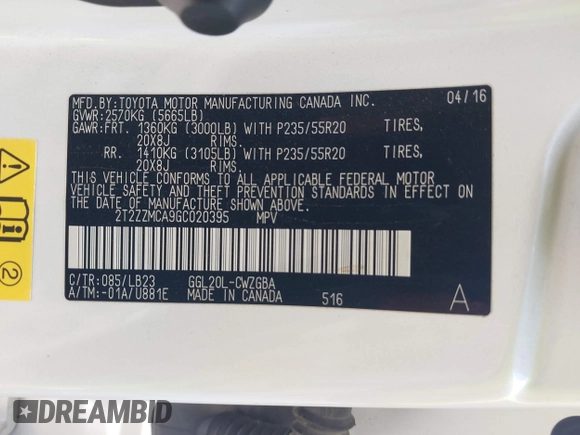 MFD.BY:TOYOTA MOTOR MANUFACTURING CANADA INC. 04/16
GVWR:2570KG (5665LB)
GAWR:FRT. 1360KG (3000LB) WITH P235/55R20 TIRES,
20X8J RIMS.
RR. 1410KG (3105LB) WITH P235/55R20 TIRES,
20X8J RIMS.
THIS VEHICLE CONFORMS TO ALL APPLICABLE FEDERAL MOTOR
VEHICLE SAFETY AND THEFT PREVENTION STANDARDS IN EFFECT ON
THE DATE OF MANUFACTURE SHOWN ABOVE.
2T2ZZMCA9GC020395 MPV
C/TR:085/LB23 GGL20L-CWZGBA
A/TM:-01A/U881E MADE IN CANADA 516 A
2
DREAMBID